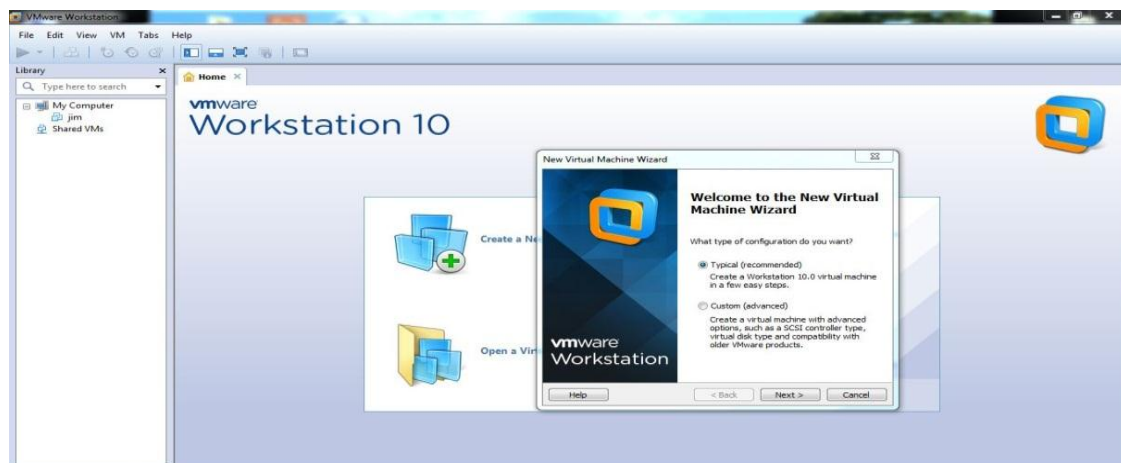 VMware Workstation
File Edit View VM Tabs Help
Library
Type here to search
My Computer
jim
Shared VMs
Home
vmware
Workstation 10
Create a Ne
Open a Vir
New Virtual Machine Wizard
Welcome to the New Virtual
Machine Wizard
What type of configuration do you want?
Typical (recommended)
Create a Workstation 10.0 virtual machine
in a few easy steps.
Custom (advanced)
Create a virtual machine with advanced
options, such as a SCSI controller type,
virtual disk type and compatibility with
older VMware products.
vmware
Workstation
Help
< Back
Next >
Cancel